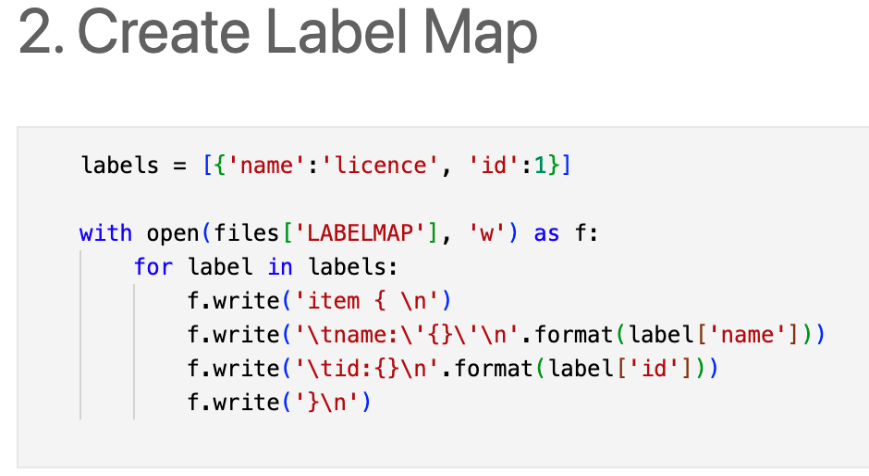 2. Create Label Map
labels = [{'name':'licence', 'id':1}]
with open(files['LABELMAP'], 'w') as f:
for label in labels:
f.write('item { \n')
f.write('\tname:\'{}\'\n'.format(label['name']))
f.write('\tid:{}\n'.format(label['id']))
f.write('}\n')